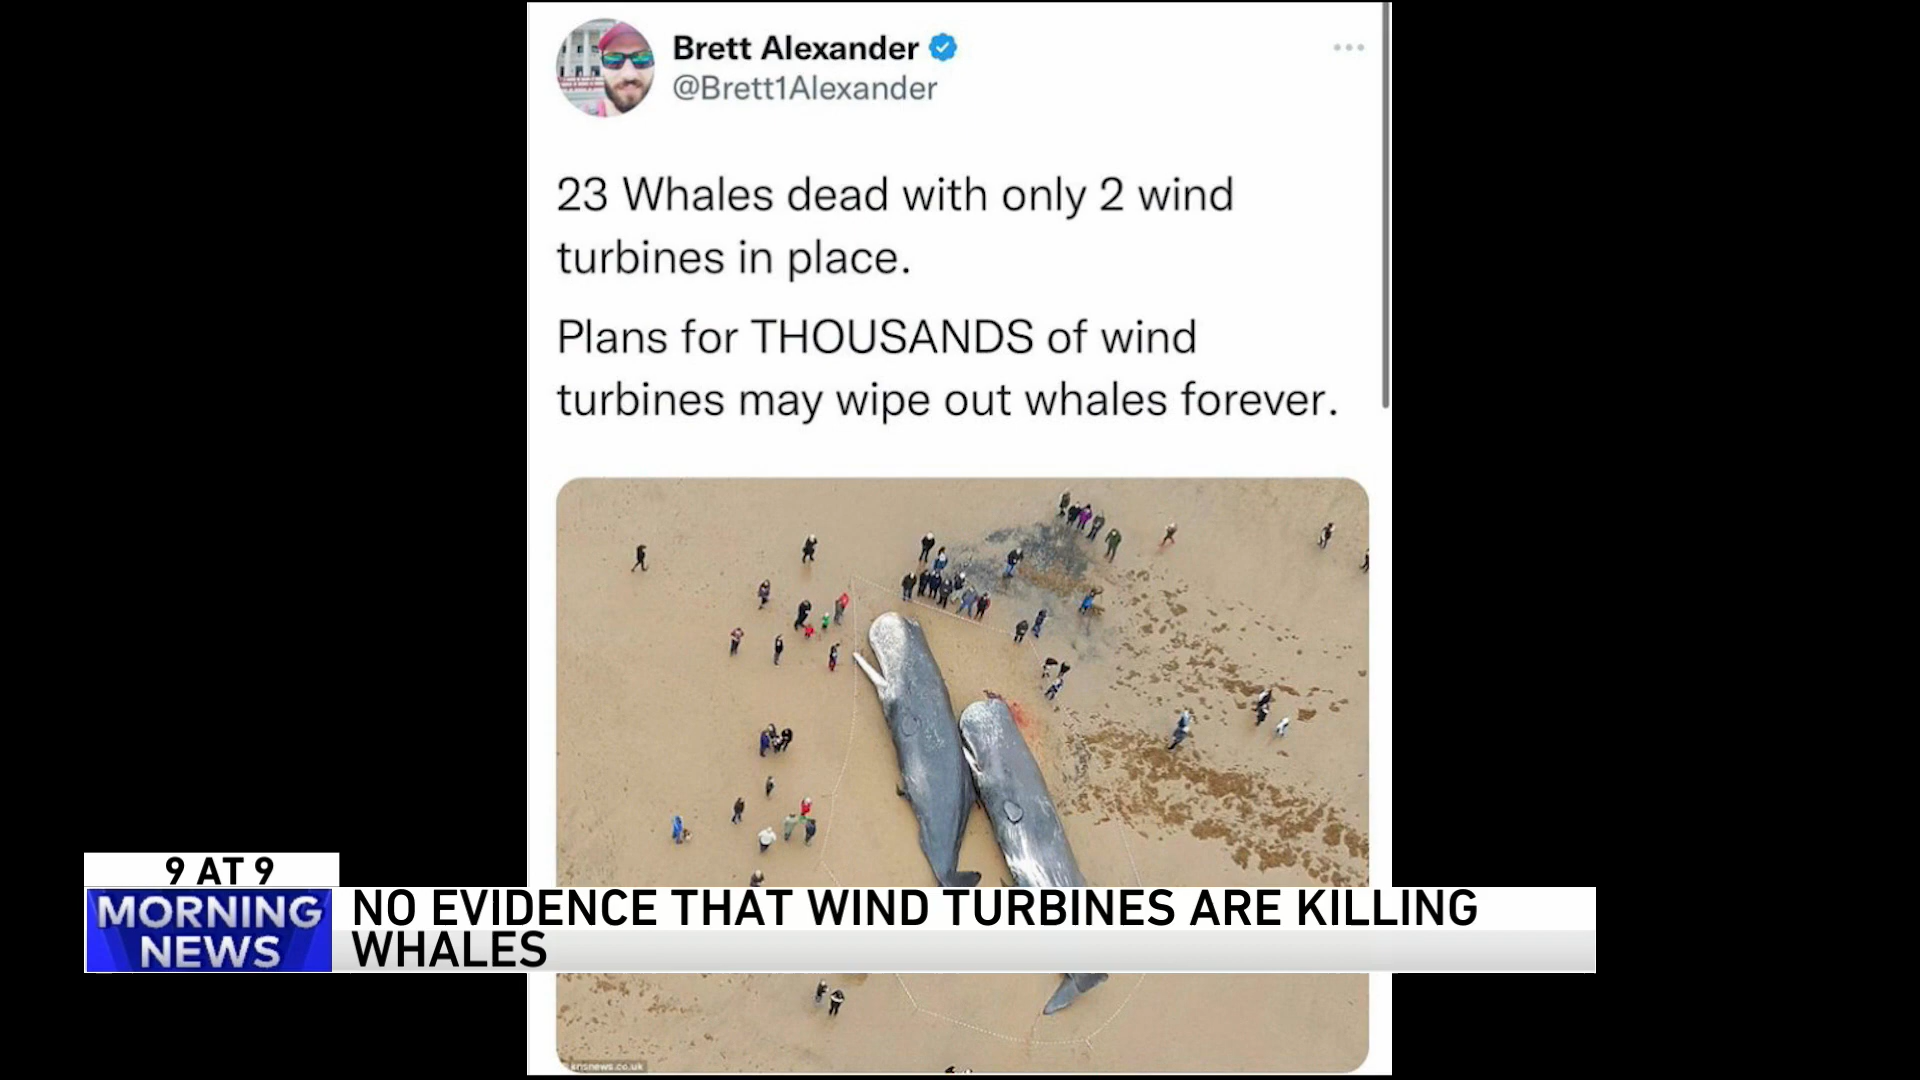 Brett Alexander
@Brett1Alexander
23 Whales dead with only 2 wind
turbines in place.
Plans for THOUSANDS of wind
turbines may wipe out whales forever.
9 AT 9
MORNING
NEWS
NO EVIDENCE THAT WIND TURBINES ARE KILLING
WHALES